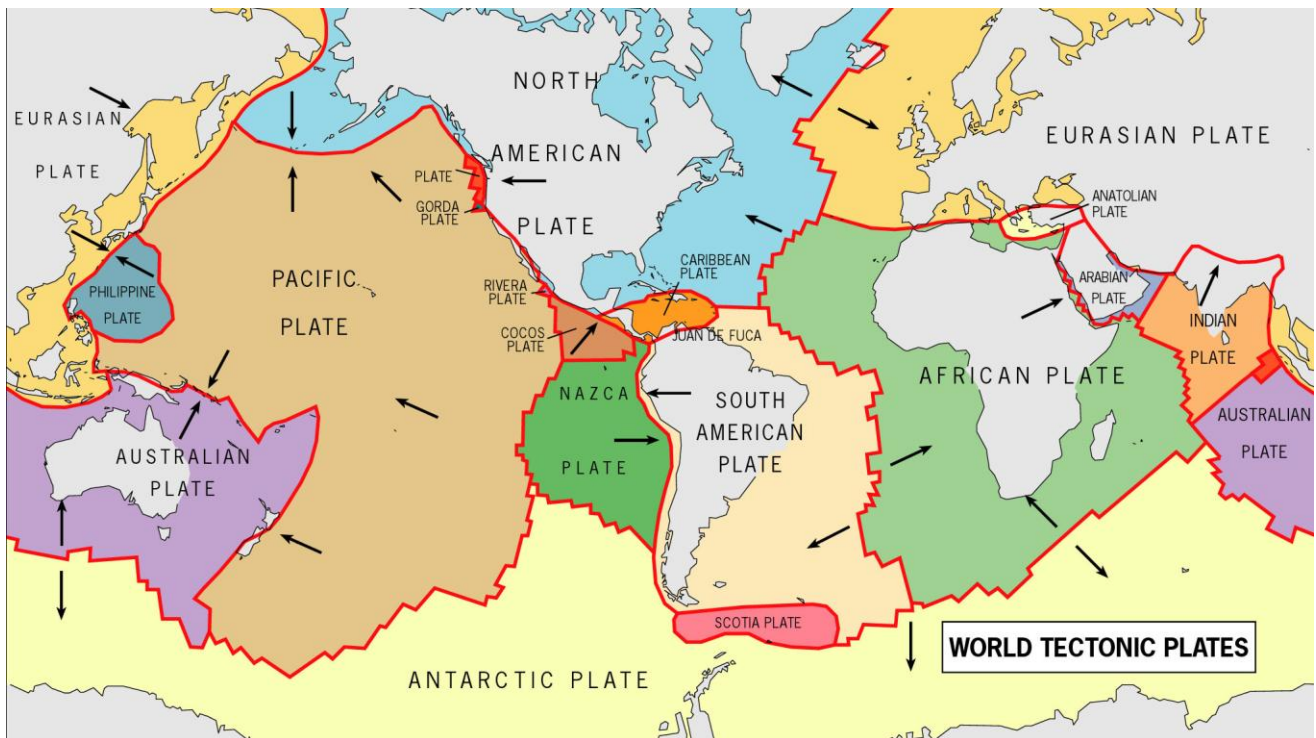 NORTH
AMERICAN
PLATE
EURASIAN
PLATE
EURASIAN PLATE
ANATOLIAN
PLATE
PLATE
GORDA
PLATE
CARIBBEAN
PLATE
PACIFIC
PLATE
PHILIPPINE
PLATE
RIVERA
PLATE
COCOS
PLATE
JUAN DE FUCA
ARABIAN
PLATE
INDIAN
PLATE
AFRICAN PLATE
NAZCA
PLATE
SOUTH
AMERICAN
PLATE
AUSTRALIAN
PLATE
AUSTRALIAN
PLATE
SCOTIA PLATE
ANTARCTIC PLATE
WORLD TECTONIC PLATES